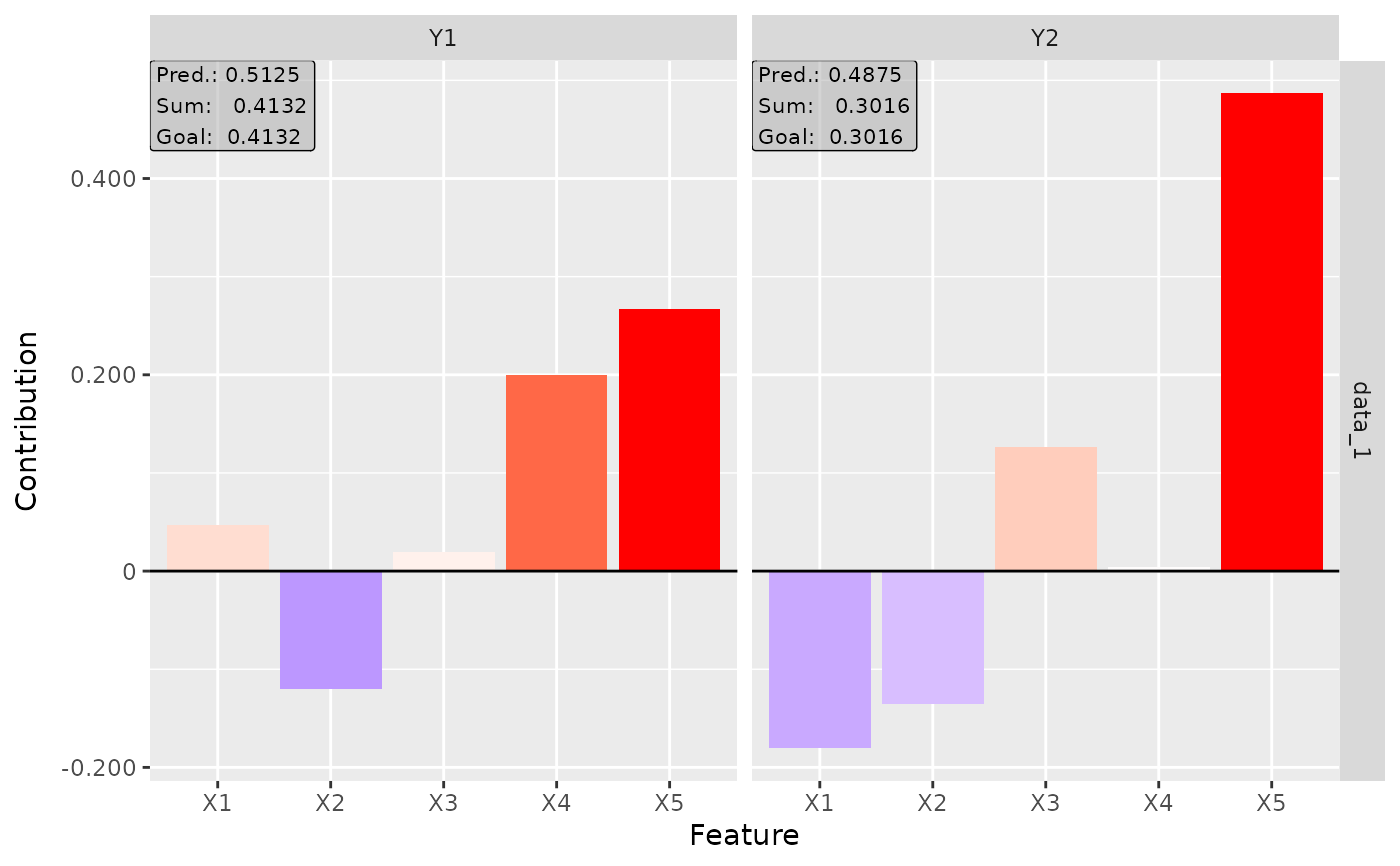 Y1
Y2
Pred.: 0.5125
Sum: 0.4132
Goal: 0.4132
Pred.: 0.4875
Sum: 0.3016
Goal: 0.3016
0.400
0.200
0
-0.200
Contribution
data_1
X1 X2 X3 X4 X5
X1 X2 X3 X4 X5
Feature